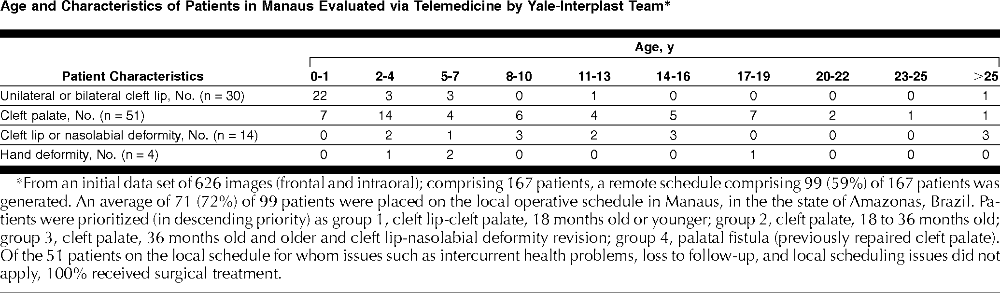 Age and Characteristics of Patients in Manaus Evaluated via Telemedicine by Yale-Interplast Team*
Age, y
Patient Characteristics 0-1 2-4 5-7 8-10 11-13 14-16 17-19 20-22 23-25 >25
Unilateral or bilateral cleft lip, No. (n = 30) 22 3 3 0 1 0 0 0 0 1
Cleft palate, No. (n = 51) 7 14 4 6 4 5 7 2 1 1
Cleft lip or nasolabial deformity, No. (n = 14) 0 2 1 3 2 3 0 0 0 3
Hand deformity, No. (n = 4) 0 1 2 0 0 0 1 0 0 0
*From an initial data set of 626 images (frontal and intraoral); comprising 167 patients, a remote schedule comprising 99 (59%) of 167 patients was
generated. An average of 71 (72%) of 99 patients were placed on the local operative schedule in Manaus, in the the state of Amazonas, Brazil. Pa-
tients were prioritized (in descending priority) as group 1, cleft lip-cleft palate, 18 months old or younger; group 2, cleft palate, 18 to 36 months old;
group 3, cleft palate, 36 months old and older and cleft lip-nasolabial deformity revision; group 4, palatal fistula (previously repaired cleft palate).
Of the 51 patients on the local schedule for whom issues such as intercurrent health problems, loss to follow-up, and local scheduling issues did not
apply, 100% received surgical treatment.